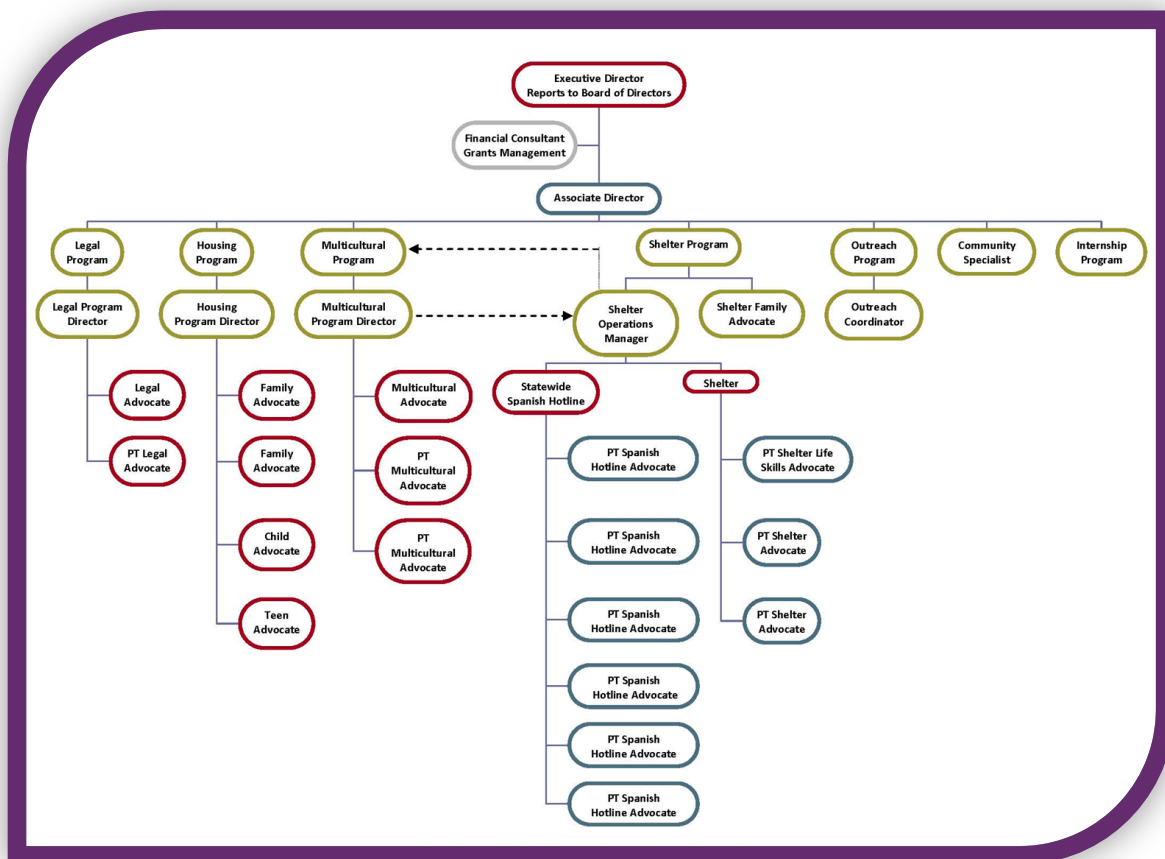 Executive Director
Reports to Board of Directors
Financial Consultant
Grants Management
Associate Director
Legal
Program
Housing
Program
Multicultural
Program
Shelter Program
Outreach
Program
Community
Specialist
Internship
Program
Legal Program
Director
Housing
Program Director
Multicultural
Program Director
Shelter
Operations
Manager
Shelter Family
Advocate
Outreach
Coordinator
Legal
Advocate
PT Legal
Advocate
Family
Advocate
Family
Advocate
Child
Advocate
Teen
Advocate
Multicultural
Advocate
PT
Multicultural
Advocate
PT
Multicultural
Advocate
Statewide
Spanish Hotline
PT Spanish
Hotline Advocate
PT Spanish
Hotline Advocate
PT Spanish
Hotline Advocate
PT Spanish
Hotline Advocate
PT Spanish
Hotline Advocate
PT Spanish
Hotline Advocate
Shelter
PT Shelter Life
Skills Advocate
PT Shelter
Advocate
PT Shelter
Advocate